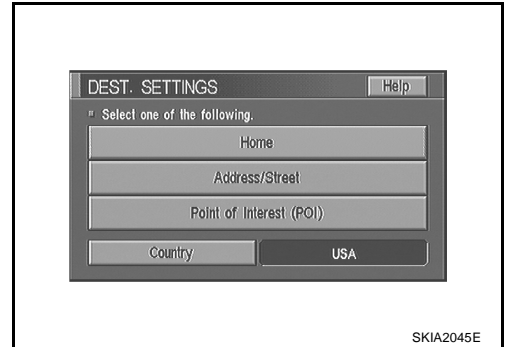 DEST. SETTINGS Help
Select one of the following.
Home
Address/Street
Point of Interest (POI)
Country USA
SKIA2045E